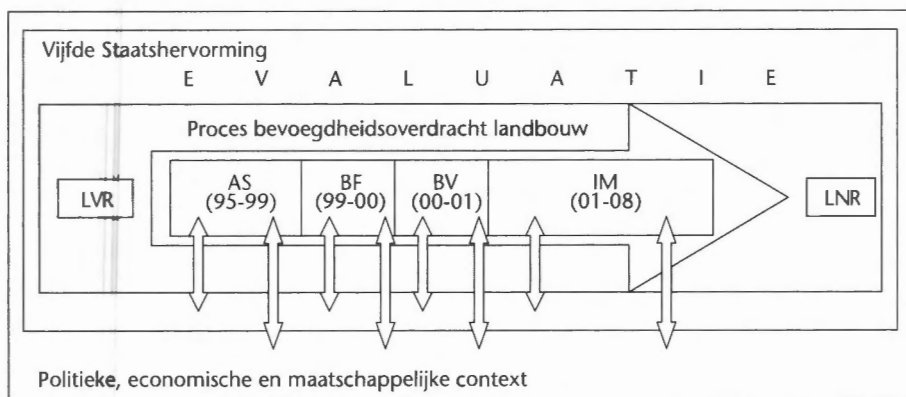 Vijfde Staatshervorming
E V A L U A T I E
Proces bevoegdheidsoverdracht landbouw
LVR
AS
(95-99)
BF
(99-00)
BV
(00-01)
IM
(01-08)
LNR
Politieke, economische en maatschappelijke context